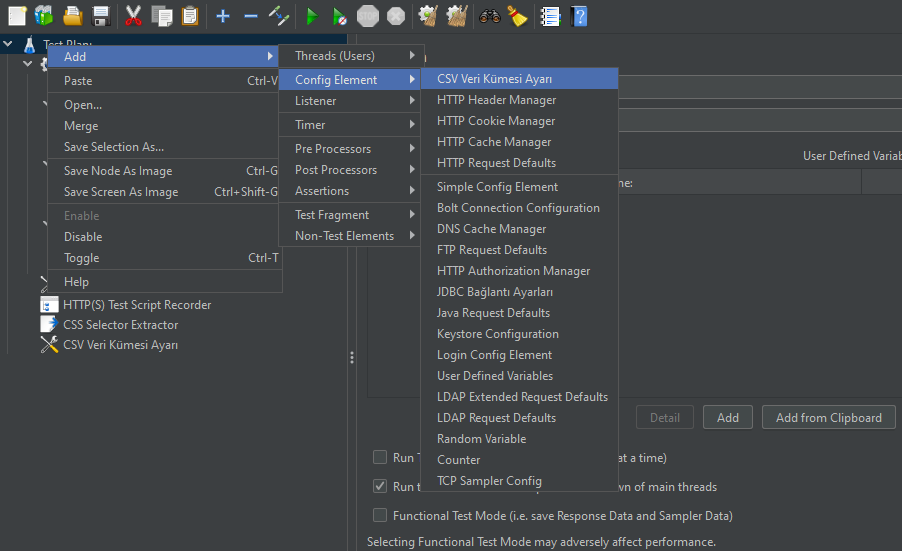 Test Planı
Add
Paste Ctrl-V
Open...
Merge
Save Selection As...
Save Node As Image Ctrl-G
Save Screen As Image Ctrl+Shift-G
Enable
Disable
Toggle Ctrl-T
Help
Threads (Users)
Config Element
Listener
Timer
Pre Processors
Post Processors
Assertions
Test Fragment
Non-Test Elements
CSV Veri Kümesi Ayarı
HTTP Header Manager
HTTP Cookie Manager
HTTP Cache Manager
HTTP Request Defaults
Simple Config Element
Bolt Connection Configuration
DNS Cache Manager
FTP Request Defaults
HTTP Authorization Manager
JDBC Bağlantı Ayarları
Java Request Defaults
Keystore Configuration
Login Config Element
User Defined Variables
LDAP Extended Request Defaults
LDAP Request Defaults
Random Variable
Counter
TCP Sampler Config
HTTP(S) Test Script Recorder
CSS Selector Extractor
CSV Veri Kümesi Ayarı
User Defined Variab
me:
Detail Add Add from Clipboard
Run at a time)
Run wn of main threads
Functional Test Mode (i.e. save Response Data and Sampler Data)
Selecting Functional Test Mode may adversely affect performance.